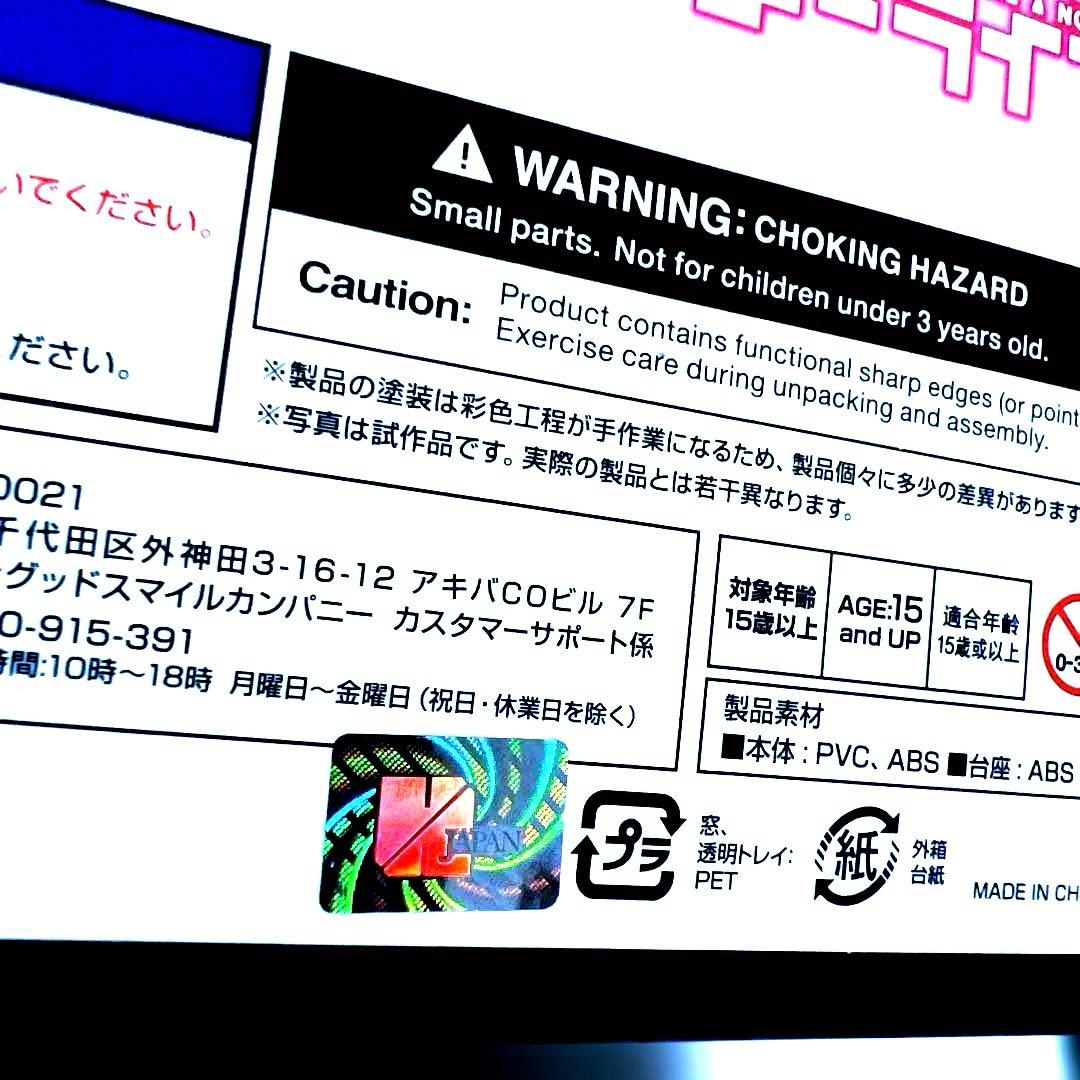 いでください。
ださい。
WARNING: CHOKING HAZARD
Small parts. Not for children under 3 years old.
Caution: Product contains functional sharp edges (or point
Exercise care during unpacking and assembly.
※製品の塗装は彩色工程が手作業になるため、製品個々に多少の差異があります
※写真は試作品です。実際の製品とは若干異なります。
0021
千代田区外神田3-16-12 アキバCOビル 7F
グッドスマイルカンパニー カスタマーサポート係
0-915-391
時間:10時〜18時 月曜日〜金曜日(祝日・休業日を除く)
対象年齢
15歳以上
AGE:15
and UP
適合年齡
15歲或以上
0-3
製品素材
■本体 : PVC、ABS ■台座 : ABS
JAPAN
プラ
窓、
透明トレイ:
PET
紙
外箱
台紙
MADE IN CH